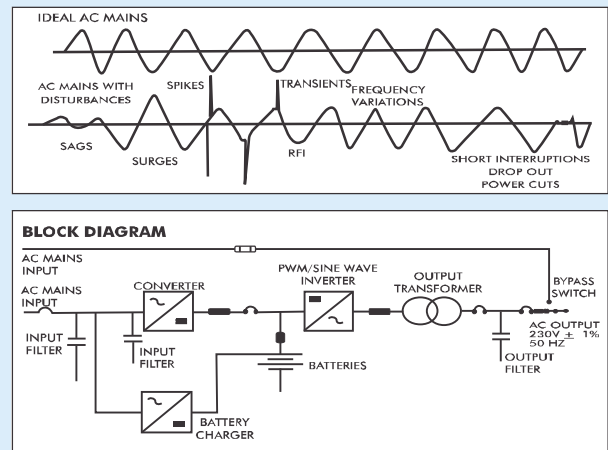 IDEAL AC MAINS
AC MAINS WITH
DISTURBANCES
SPIKES
TRANSIENTS
FREQUENCY
VARIATIONS
SAGS
SURGES
RFI
SHORT INTERRUPTIONS
DROP OUT
POWER CUTS
BLOCK DIAGRAM
AC MAINS
INPUT
AC MAINS
INPUT
CONVERTER
PWM/SINE WAVE
INVERTER
OUTPUT
TRANSFORMER
BYPASS
SWITCH
INPUT
FILTER
INPUT
FILTER
BATTERIES
AC OUTPUT
230V ± 1%
50 HZ
OUTPUT
FILTER
BATTERY
CHARGER